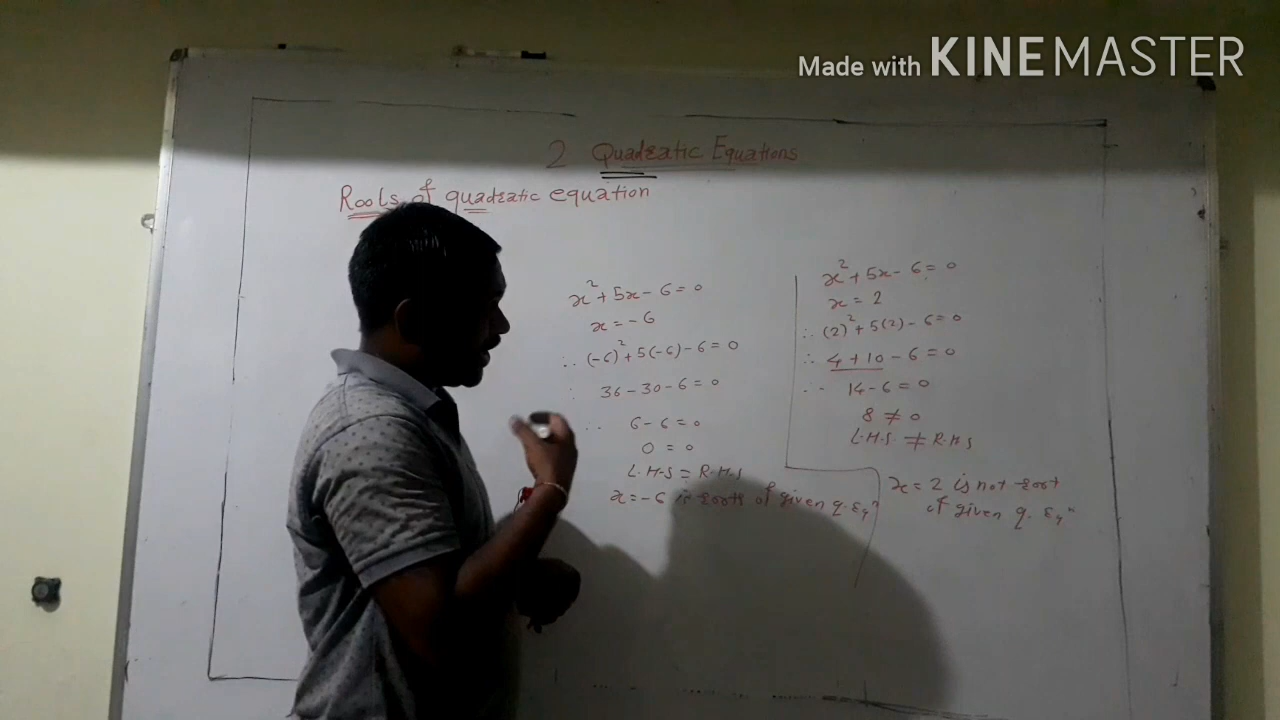 Made with KINEMASTER
2 Quadratic Equations
Roots of quadratic equation
x² + 5x - 6 = 0
x = -6
∴ (-6)² + 5(-6) - 6 = 0
∴ 36 - 30 - 6 = 0
∴ 6 - 6 = 0
0 = 0
L.H.S = R.H.S
x = -6 is roots of given q. Eqⁿ
x² + 5x - 6 = 0
x = 2
∴ (2)² + 5(2) - 6 = 0
∴ 4 + 10 - 6 = 0
∴ 14 - 6 = 0
8 ≠ 0
L.H.S. ≠ R.H.S
x = 2 is not root
of given q. Eqⁿ